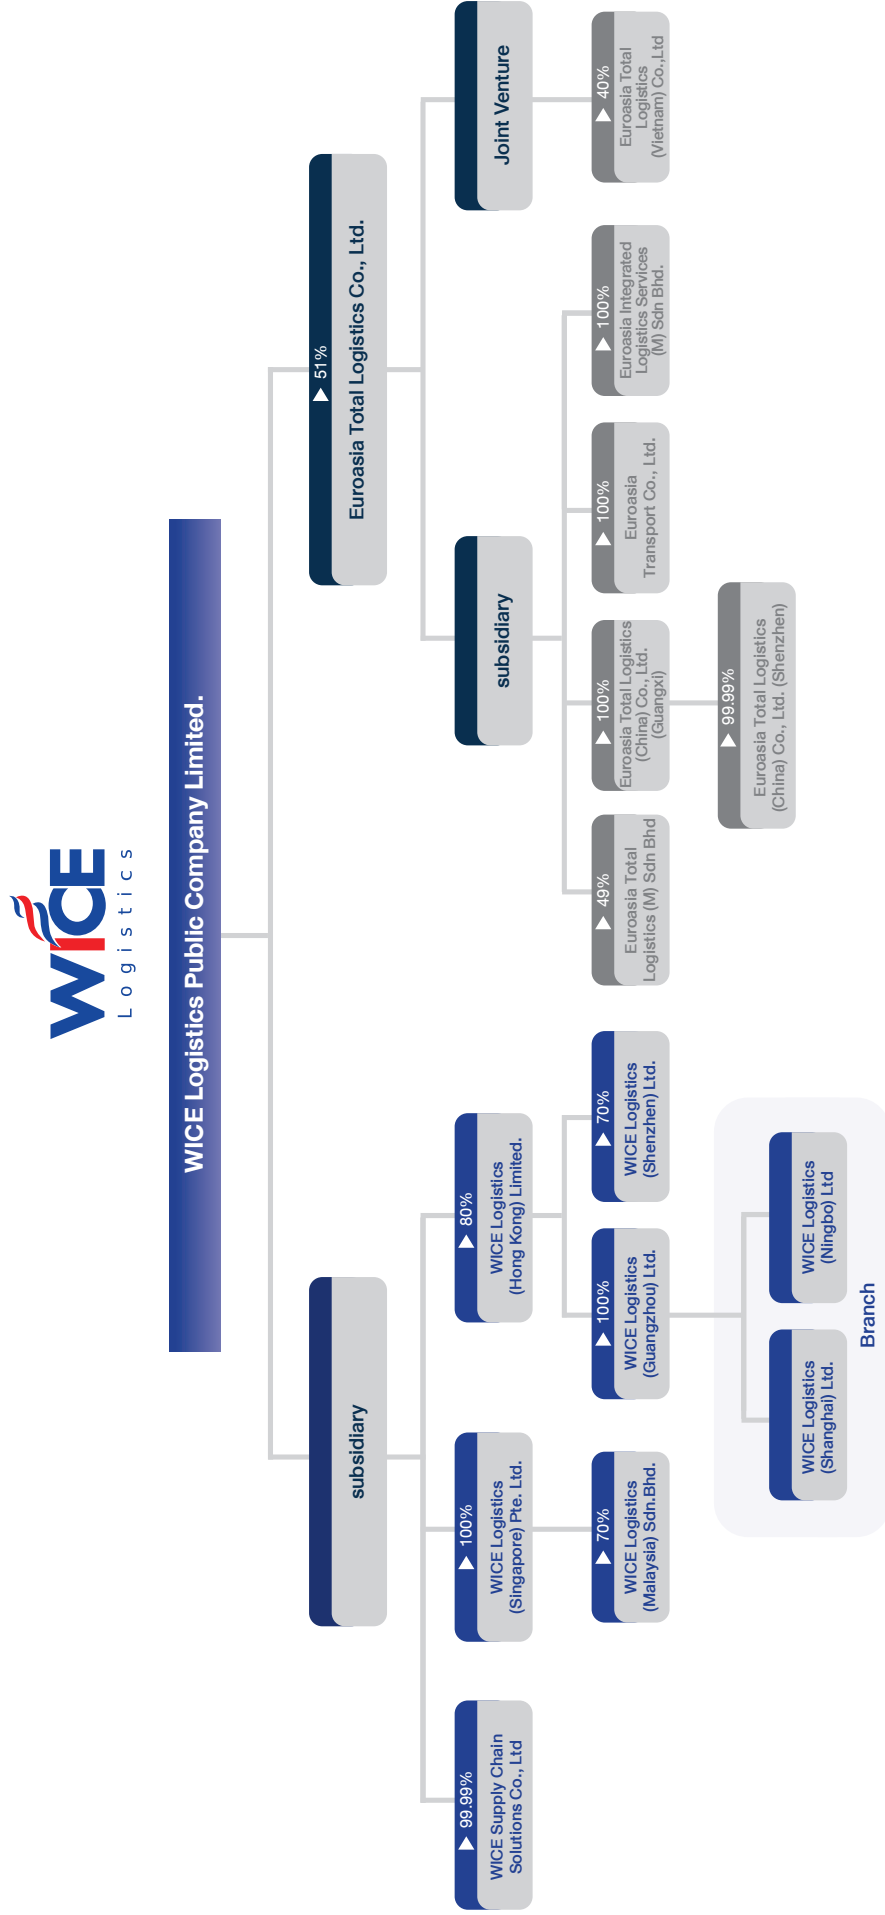 WICE
Logistics
WICE Logistics Public Company Limited.
subsidiary
▶ 51%
Euroasia Total Logistics Co., Ltd.
▶ 99.99%
WICE Supply Chain
Solutions Co., Ltd
▶ 100%
WICE Logistics
(Singapore) Pte. Ltd.
▶ 80%
WICE Logistics
(Hong Kong) Limited.
subsidiary
Joint Venture
▶ 70%
WICE Logistics
(Malaysia) Sdn.Bhd.
▶ 100%
WICE Logistics
(Guangzhou) Ltd.
▶ 70%
WICE Logistics
(Shenzhen) Ltd.
▶ 49%
Euroasia Total
Logistics (M) Sdn Bhd
▶ 100%
Euroasia Total Logistics
(China) Co., Ltd.
(Guangxi)
▶ 100%
Euroasia
Transport Co., Ltd.
▶ 100%
Euroasia Integrated
Logistics Services
(M) Sdn Bhd.
▶ 40%
Euroasia Total
Logistics
(Vietnam) Co.,Ltd
▶ 99.99%
Euroasia Total Logistics
(China) Co., Ltd. (Shenzhen)
WICE Logistics
(Shanghai) Ltd.
WICE Logistics
(Ningbo) Ltd
Branch